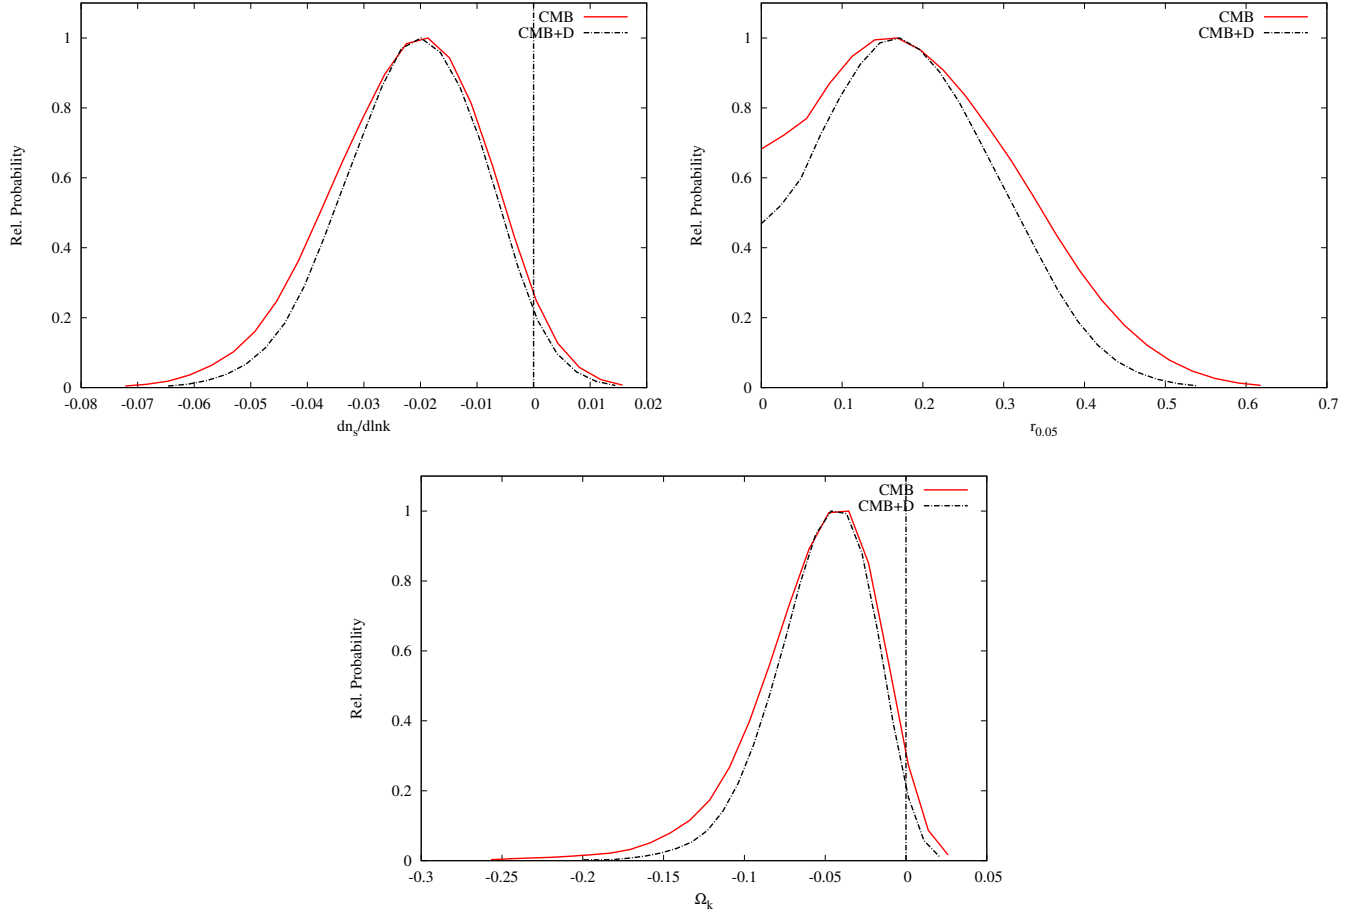 CMB
CMB+D
1
0.8
0.6
0.4
0.2
0
Rel. Probability
-0.08 -0.07 -0.06 -0.05 -0.04 -0.03 -0.02 -0.01 0 0.01 0.02
dn_s/dlnk
CMB
CMB+D
1
0.8
0.6
0.4
0.2
0
Rel. Probability
0 0.1 0.2 0.3 0.4 0.5 0.6 0.7
r_0.05
CMB
CMB+D
1
0.8
0.6
0.4
0.2
0
Rel. Probability
-0.3 -0.25 -0.2 -0.15 -0.1 -0.05 0 0.05
Ω_k